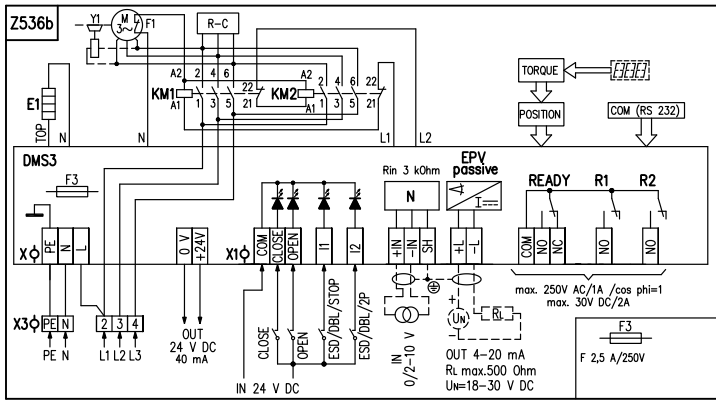 Z536b
Y1
M
3~
F1
R-C
A2
2 4 6
22
KM1
A1
1 3 5
21
A2
2 4 6
22
KM2
A1
1 3 5
21
L1
L2
E1
TOP
N
N
TORQUE
POSITION
COM (RS 232)
DMS3
F3
Rin 3 kOhm
N
EPV
passive
I
READY
R1
R2
X
PE
N
L
0 V
+24V
X1
COM
CLOSE
OPEN
I1
I2
+IN
-IN
SH
+L
-L
COM
NO
NC
NO
NO
max. 250V AC/1A /cos phi=1
max. 30V DC/2A
X3
PE
N
2 3 4
PE N
L1 L2 L3
OUT
24 V DC
40 mA
IN 24 V DC
CLOSE
OPEN
ESD/DBL/STOP
ESD/DBL/2P
IN
0/2-10 V
+
UN
-
RL
OUT 4-20 mA
RL max.500 Ohm
UN=18-30 V DC
F3
F 2,5 A/250V